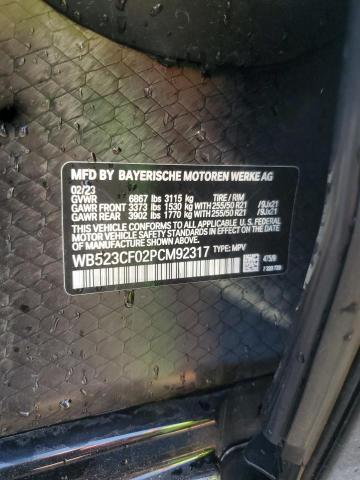 MFD BY BAYERISCHE MOTOREN WERKE AG
02/23
GVWR 6867 lbs 3115 kg TIRE / RIM
GAWR FRONT 3373 lbs 1530 kg WITH 255/50 R21 /9Jx21
GAWR REAR 3902 lbs 1770 kg WITH 255/50 R21 /9Jx21
THIS VEHICLE CONFORMS TO ALL APPLICABLE U.S. FEDERAL
MOTOR VEHICLE SAFETY STANDARDS IN EFFECT ON THE
DATE OF MANUFACTURE SHOWN ABOVE.
WB523CF02PCM92317 TYPE: MPV